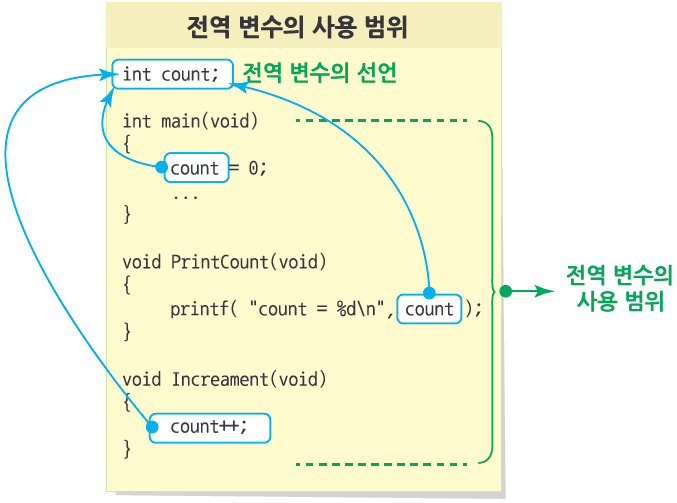 전역 변수의 사용 범위
int count;
전역 변수의 선언
int main(void)
{
count = 0;
...
}
void PrintCount(void)
{
printf( "count = %d\n", count );
}
void Increament(void)
{
count++;
}
전역 변수의
사용 범위